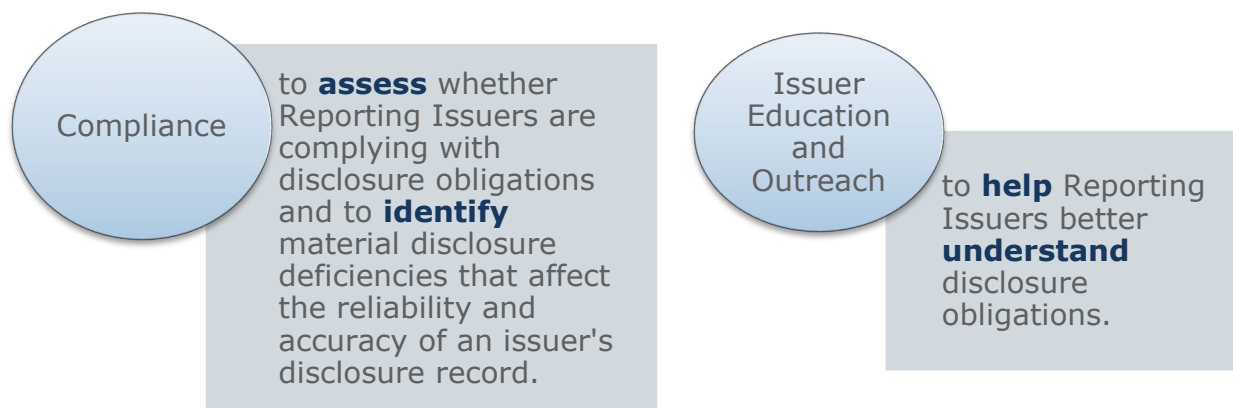 Compliance
to assess whether
Reporting Issuers are
complying with
disclosure obligations
and to identify
material disclosure
deficiencies that affect
the reliability and
accuracy of an issuer's
disclosure record.
Issuer
Education
and
Outreach
to help Reporting
Issuers better
understand
disclosure
obligations.